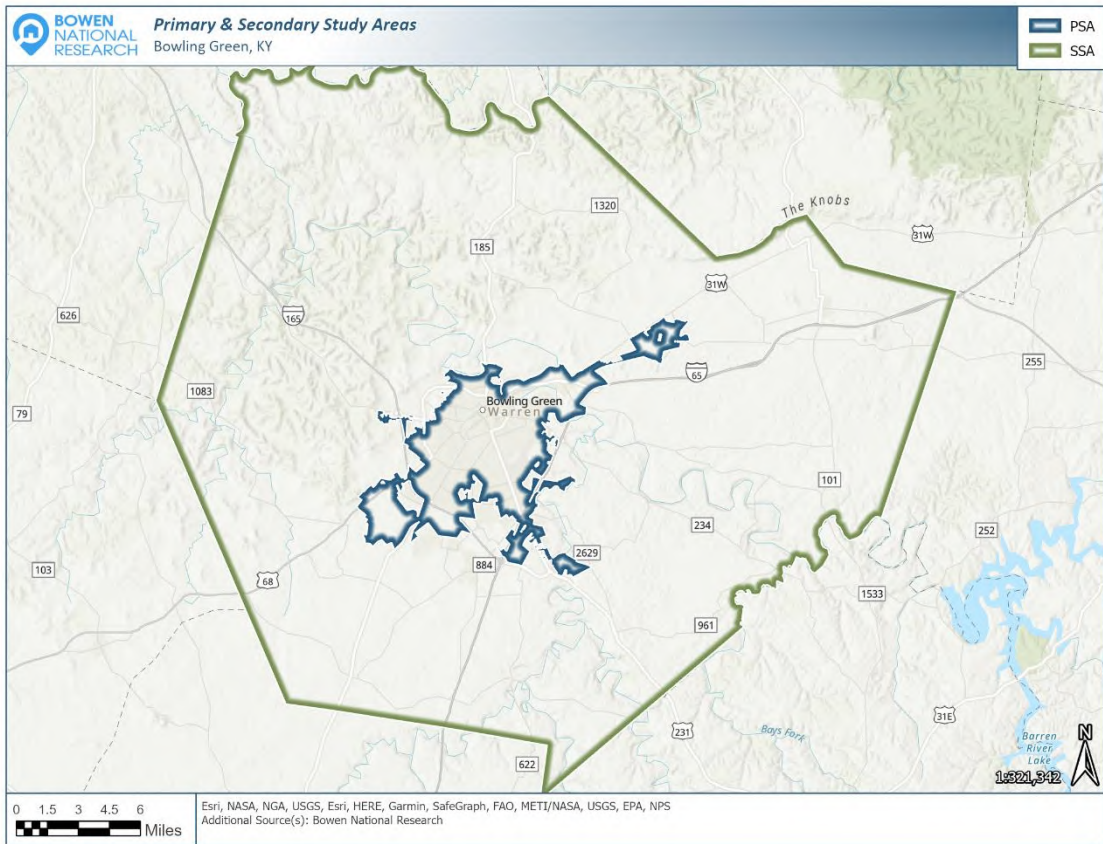 BOWEN
NATIONAL
RESEARCH
Primary & Secondary Study Areas
Bowling Green, KY
PSA
SSA
The Knobs
1320
31W
185
31W
626
165
255
65
1083
Bowling Green
Warren
79
101
234
252
2629
103
884
68
1533
961
31E
231
Bays Fork
Barren
River
Lake
622
N
1:321,342
0 1.5 3 4.5 6
Miles
Esri, NASA, NGA, USGS, Esri, HERE, Garmin, SafeGraph, FAO, METI/NASA, USGS, EPA, NPS
Additional Source(s): Bowen National Research